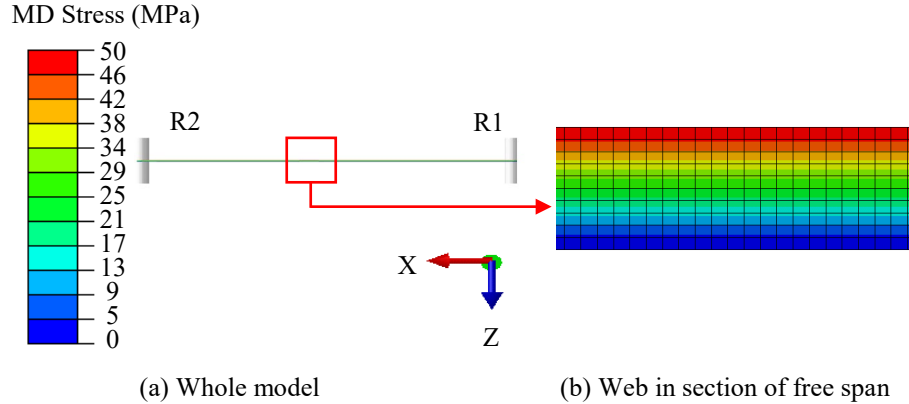 MD Stress (MPa)
50
46
42
38
34
29
25
21
17
13
9
5
0
R2
R1
X
Z
(a) Whole model
(b) Web in section of free span